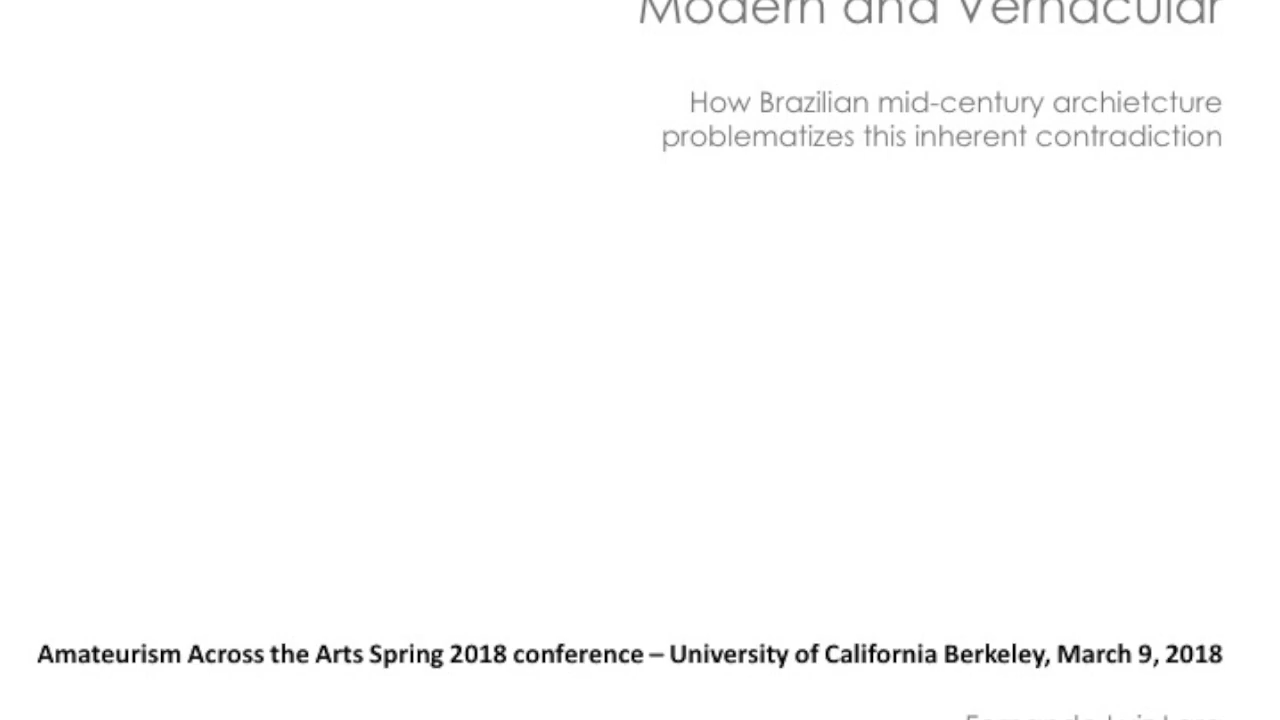 Modern and Vernacular
How Brazilian mid-century archietcture
problematizes this inherent contradiction
Amateurism Across the Arts Spring 2018 conference – University of California Berkeley, March 9, 2018